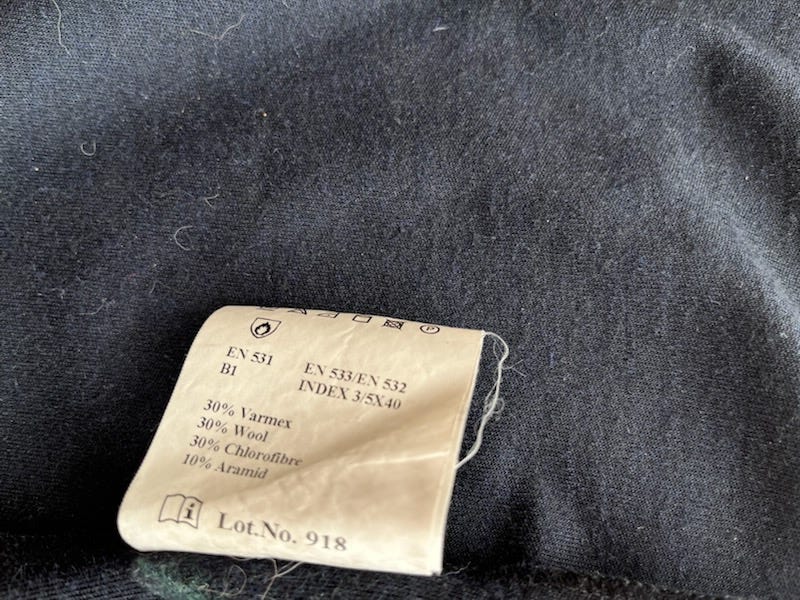 EN 531
B1
EN 533/EN 532
INDEX 3/5X40
30% Varmex
30% Wool
30% Chlorofibre
10% Aramid
Lot.No. 918